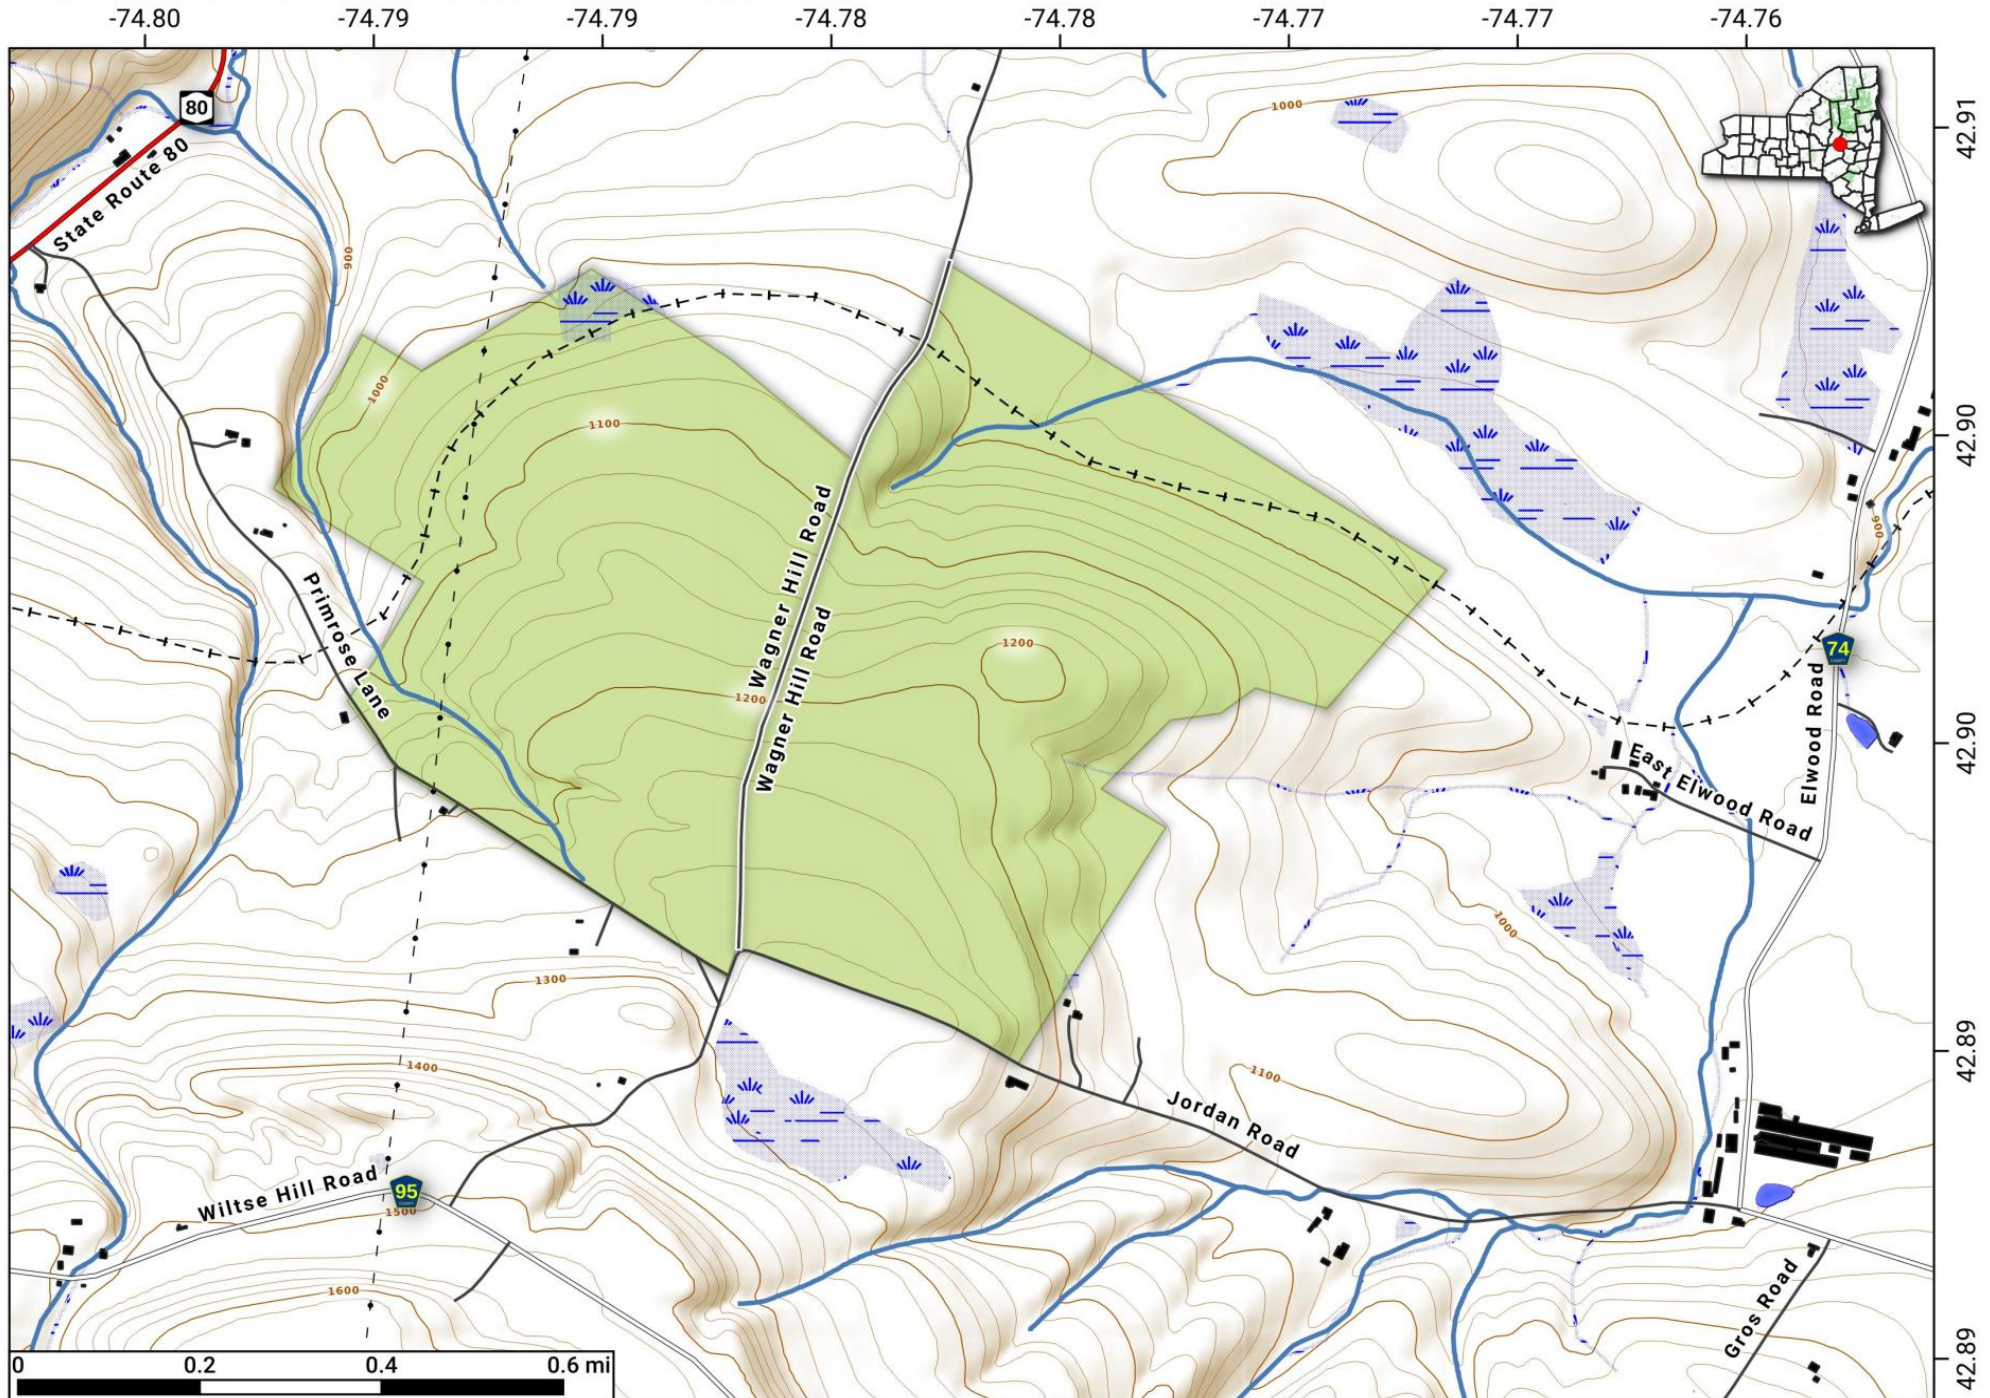 -74.80 -74.79 -74.79 -74.78 -74.78 -74.77 -74.77 -74.76
80
State Route 80
1000
42.91
900
1000
1100
42.90
Wagner Hill Road
900
Primrose Lane
Wagner Hill Road
1200
1200
74
Elwood Road
42.90
East Elwood Road
1000
1300
42.89
1400
1100
Jordan Road
Wiltse Hill Road
95
1500
1600
Gros Road
42.89
0 0.2 0.4 0.6 mi